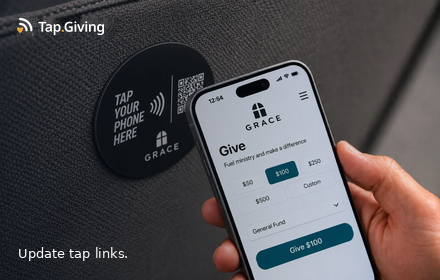 Tap.Giving
TAP
YOUR
PHONE
HERE
GRACE
12:54
GRACE
Give
Fuel ministry and make a difference
$50
$100
$250
$500
Custom
General Fund
Give $100
Update tap links.